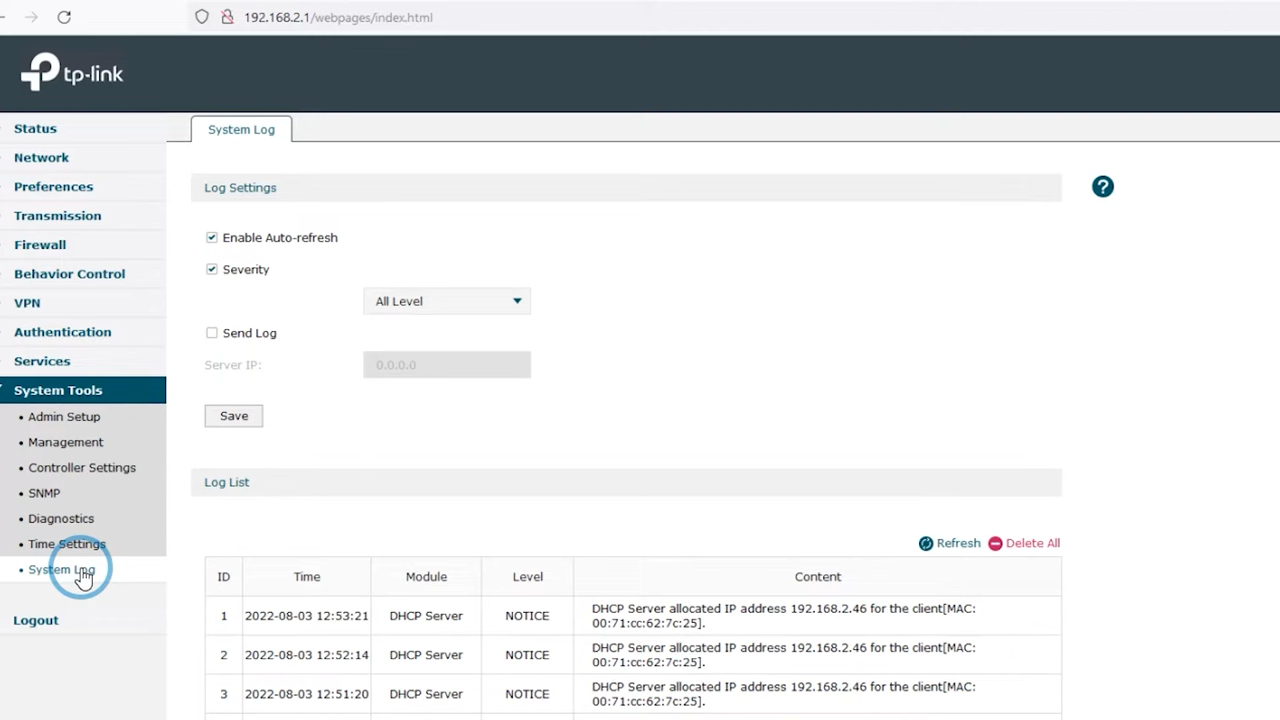 192.168.2.1/webpages/index.html
tp-link
Status
Network
Preferences
Transmission
Firewall
Behavior Control
VPN
Authentication
Services
System Tools
• Admin Setup
• Management
• Controller Settings
• SNMP
• Diagnostics
• Time Settings
• System Log
Logout
System Log
Log Settings
?
Enable Auto-refresh
Severity
All Level
Send Log
Server IP:
0.0.0.0
Save
Log List
Refresh
Delete All
ID Time Module Level Content
1 2022-08-03 12:53:21 DHCP Server NOTICE DHCP Server allocated IP address 192.168.2.46 for the client[MAC:
00:71:cc:62:7c:25].
2 2022-08-03 12:52:14 DHCP Server NOTICE DHCP Server allocated IP address 192.168.2.46 for the client[MAC:
00:71:cc:62:7c:25].
3 2022-08-03 12:51:20 DHCP Server NOTICE DHCP Server allocated IP address 192.168.2.46 for the client[MAC:
00:71:cc:62:7c:25].